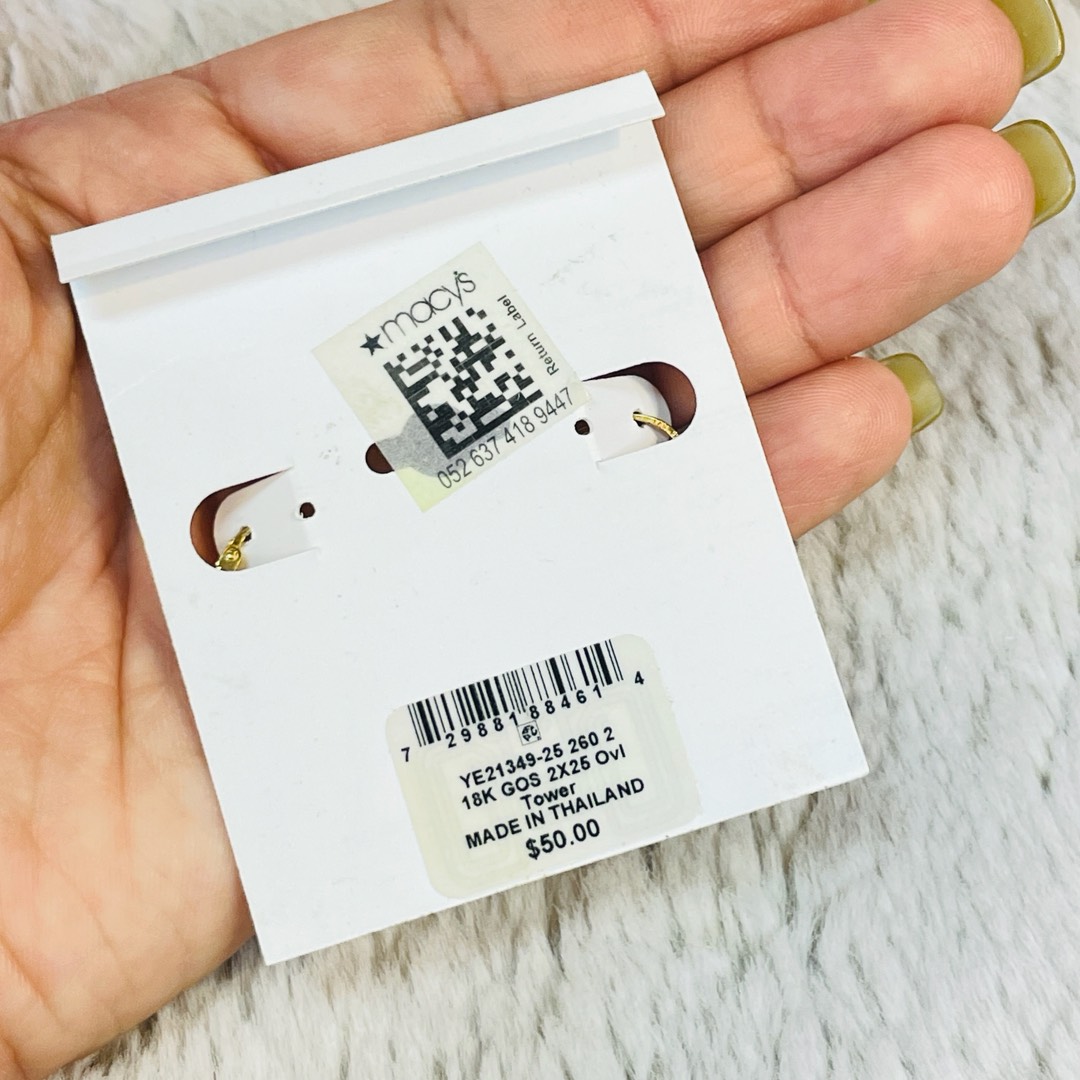 ★macy's
Return Label
052 637 418 9447
7 29881 88461 4
YE21349-25 260 2
18K GOS 2X25 Ovl
Tower
MADE IN THAILAND
$50.00